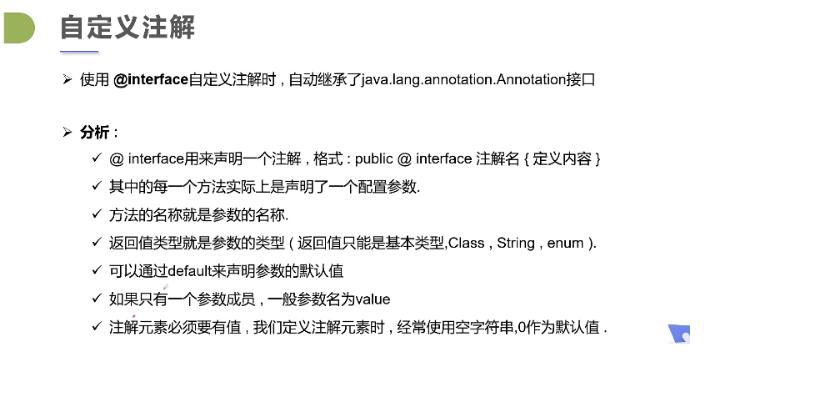 自定义注解
➢ 使用 @interface自定义注解时 , 自动继承了java.lang.annotation.Annotation接口
➢ 分析 :
✓ @ interface用来声明一个注解 , 格式 : public @ interface 注解名 { 定义内容 }
✓ 其中的每一个方法实际上是声明了一个配置参数.
✓ 方法的名称就是参数的名称.
✓ 返回值类型就是参数的类型 ( 返回值只能是基本类型,Class , String , enum ).
✓ 可以通过default来声明参数的默认值
✓ 如果只有一个参数成员 , 一般参数名为value
✓ 注解元素必须要有值 , 我们定义注解元素时 , 经常使用空字符串,0作为默认值 .